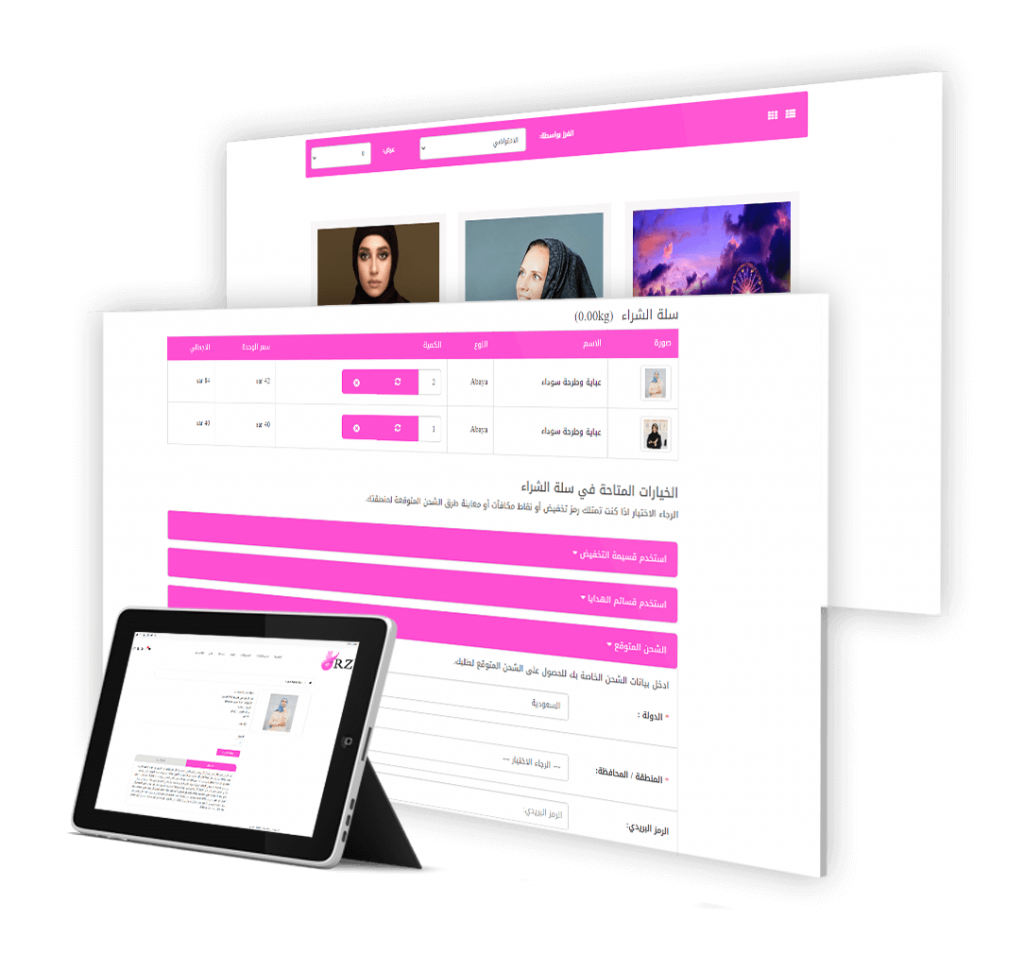 الفرز بواسطة: الافتراضي عرض: 9
سلة الشراء (0.00kg)
صورة الاسم النوع الكمية سعر الوحدة الاجمالي
عباية وطرحة سوداء Abaya 2 sar 42 sar 84
عباية وطرحة سوداء Abaya 1 sar 40 sar 40
الخيارات المتاحة في سلة الشراء
الرجاء الاختيار اذا كنت تمتلك رمز تخفيض أو نقاط مكافآت أو معاينة طرق الشحن المتوقعة لمنطقتك.
استخدم قسيمة التخفيض
استخدم قسائم الهدايا
الشحن المتوقع
ادخل بيانات الشحن الخاصة بك للحصول على الشحن المتوقع لطلبك.
* الدولة : السعودية
* المنطقة / المحافظة: --- الرجاء الاختيار ---
الرمز البريدي: الرمز البريدي:
RZ